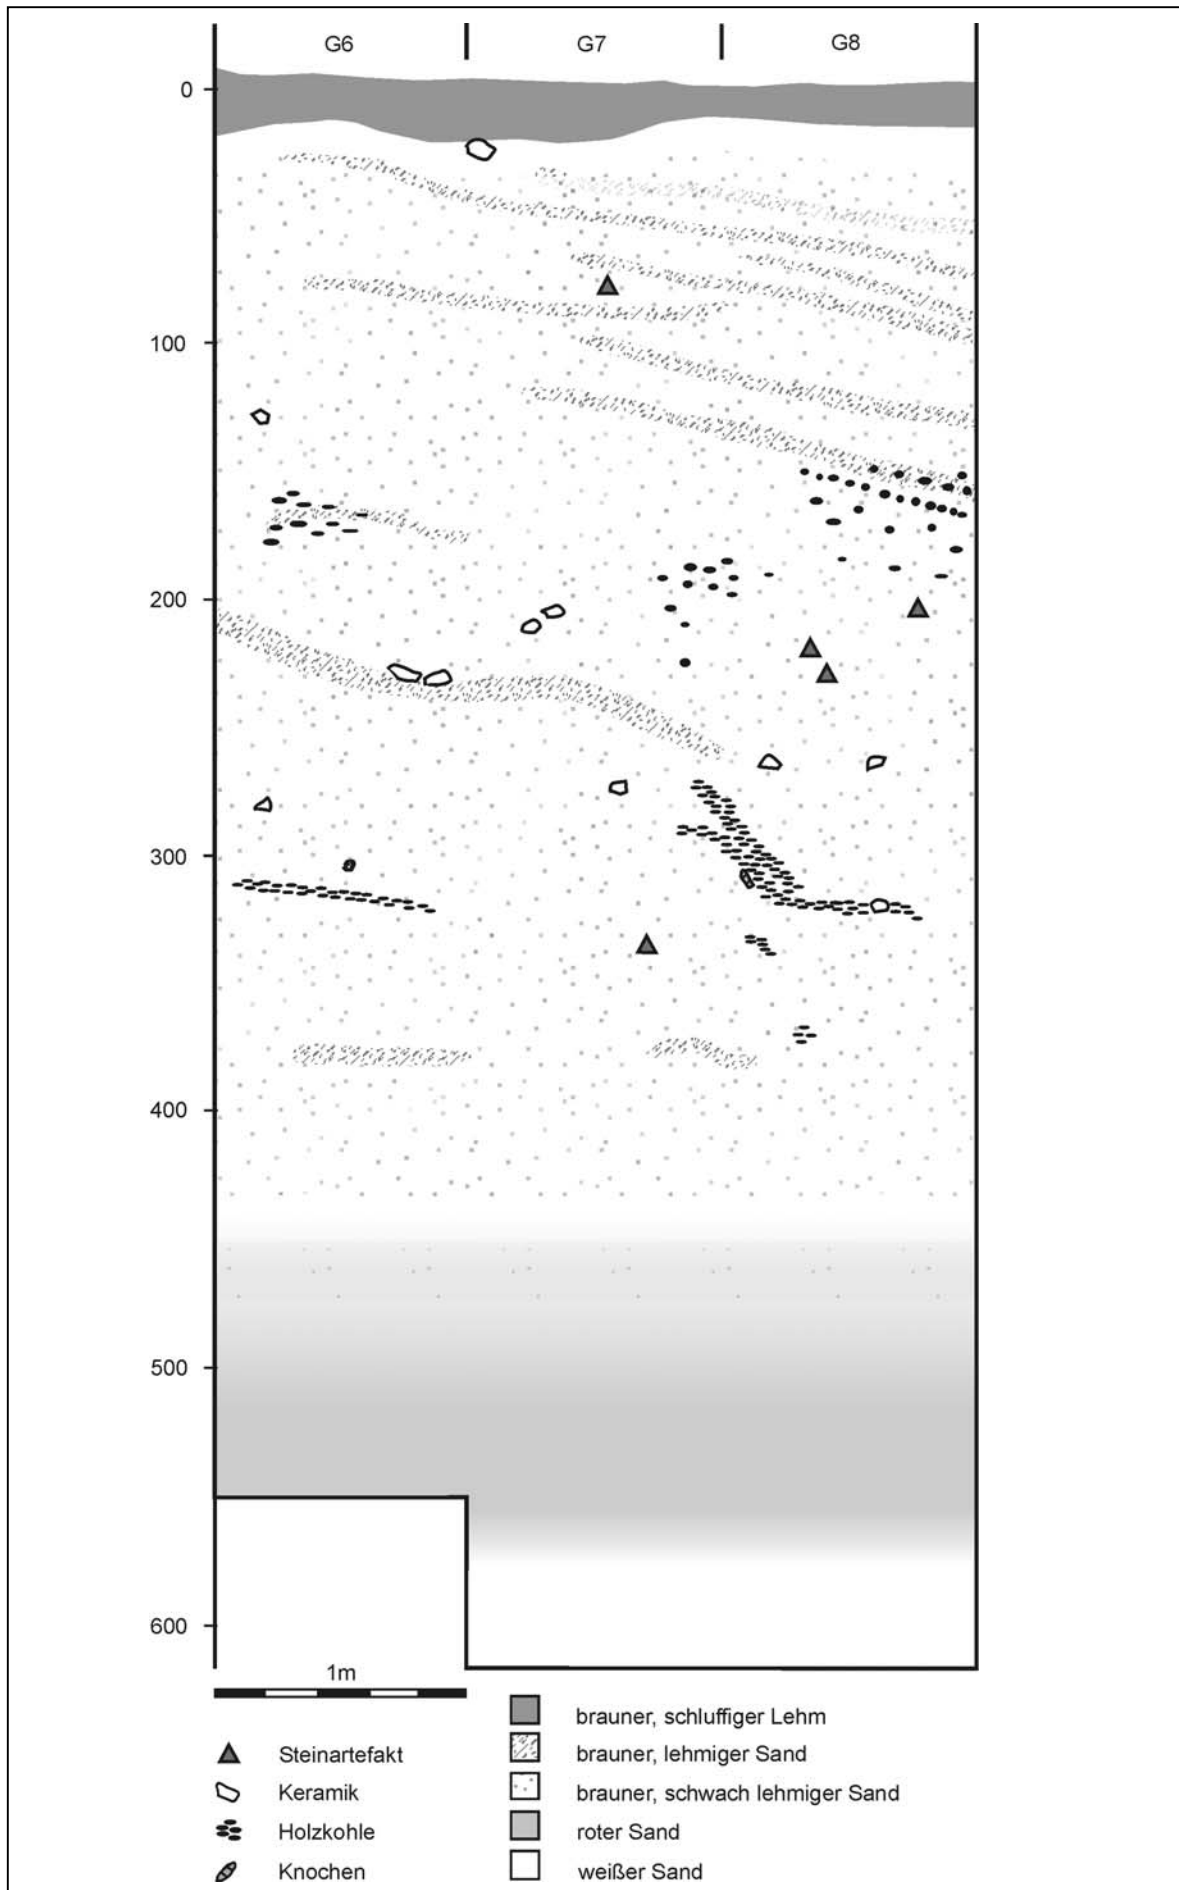 G6 G7 G8
0
100
200
300
400
500
600
1m
Steinartefakt
Keramik
Holzkohle
Knochen
brauner, schluffiger Lehm
brauner, lehmiger Sand
brauner, schwach lehmiger Sand
roter Sand
weißer Sand